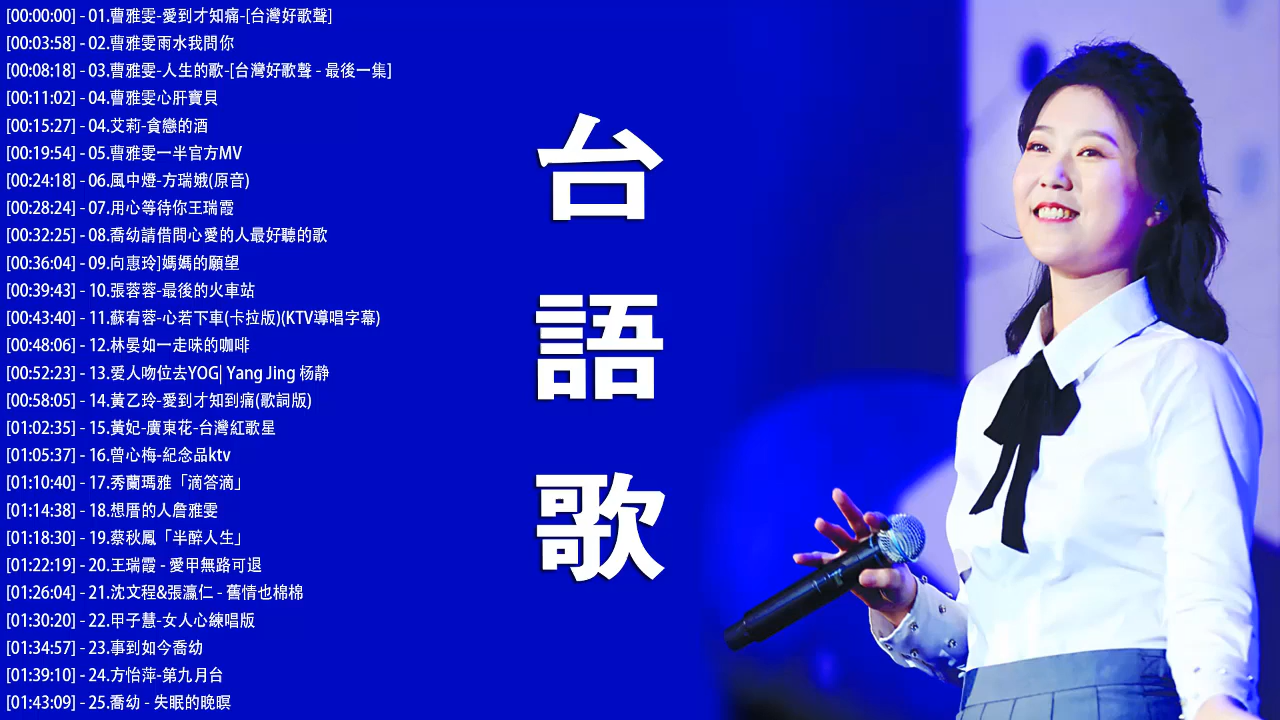 [00:00:00] - 01.曹雅雯-愛到才知痛-[台灣好歌聲]
[00:03:58] - 02.曹雅雯雨水我問你
[00:08:18] - 03.曹雅雯-人生的歌-[台灣好歌聲 - 最後一集]
[00:11:02] - 04.曹雅雯心肝寶貝
[00:15:27] - 04.艾莉-貪戀的酒
[00:19:54] - 05.曹雅雯一半官方MV
[00:24:18] - 06.風中燈-方瑞娥(原音)
[00:28:24] - 07.用心等待你王瑞霞
[00:32:25] - 08.喬幼請借問心愛的人最好聽的歌
[00:36:04] - 09.向惠玲]媽媽的願望
[00:39:43] - 10.張蓉蓉-最後的火車站
[00:43:40] - 11.蘇宥蓉-心若下車(卡拉版)(KTV導唱字幕)
[00:48:06] - 12.林晏如一走味的咖啡
[00:52:23] - 13.爱人吻位去YOG| Yang Jing 杨静
[00:58:05] - 14.黃乙玲-愛到才知到痛(歌詞版)
[01:02:35] - 15.黃妃-廣東花-台灣紅歌星
[01:05:37] - 16.曾心梅-紀念品ktv
[01:10:40] - 17.秀蘭瑪雅「滴答滴」
[01:14:38] - 18.想厝的人詹雅雯
[01:18:30] - 19.蔡秋鳳「半醉人生」
[01:22:19] - 20.王瑞霞 - 愛甲無路可退
[01:26:04] - 21.沈文程&張瀛仁 - 舊情也棉棉
[01:30:20] - 22.甲子慧-女人心練唱版
[01:34:57] - 23.事到如今喬幼
[01:39:10] - 24.方怡萍-第九月台
[01:43:09] - 25.喬幼 - 失眠的晚暝
台
語
歌